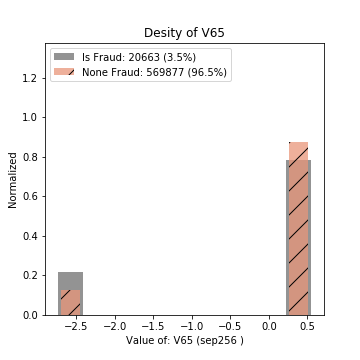 Desity of V65
Is Fraud: 20663 (3.5%)
None Fraud: 569877 (96.5%)
Normalized
1.2
1.0
0.8
0.6
0.4
0.2
0.0
−2.5
−2.0
−1.5
−1.0
−0.5
0.0
0.5
Value of: V65 (sep256 )